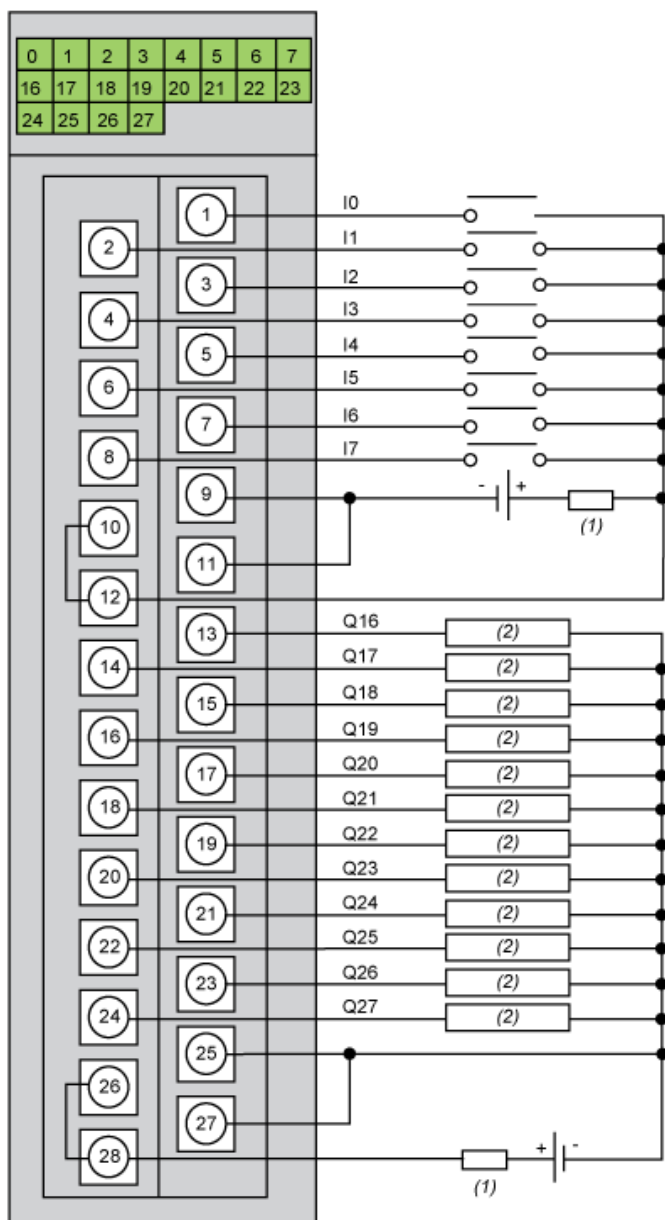 0 1 2 3 4 5 6 7
16 17 18 19 20 21 22 23
24 25 26 27
1 I0
2 I1
3 I2
4 I3
5 I4
6 I5
7 I6
8 I7
9 - +
(1)
10
11
12
13 Q16 (2)
14 Q17 (2)
15 Q18 (2)
16 Q19 (2)
17 Q20 (2)
18 Q21 (2)
19 Q22 (2)
20 Q23 (2)
21 Q24 (2)
22 Q25 (2)
23 Q26 (2)
24 Q27 (2)
25
26
27
28 + -
(1)